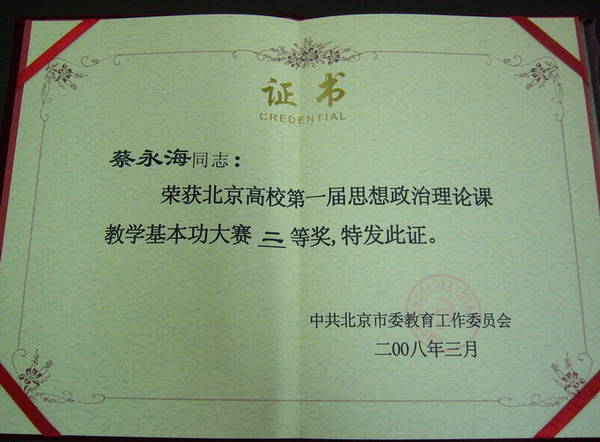 证书
CREDENTIAL
蔡永海同志：
荣获北京高校第一届思想政治理论课
教学基本功大赛 二 等奖,特发此证。
中共北京市委教育工作委员会
二00八年三月